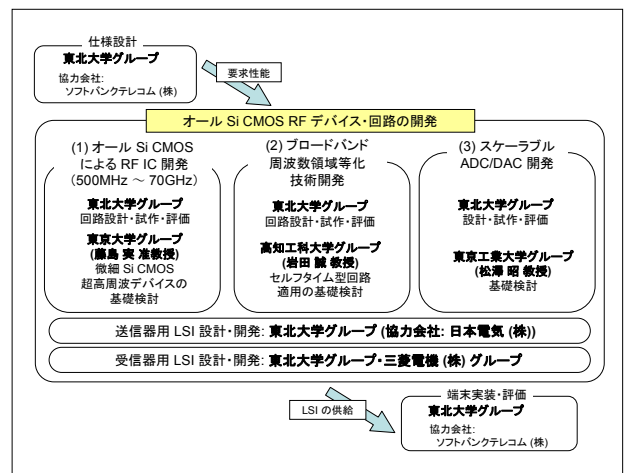 仕様設計
東北大学グループ
協力会社:
ソフトバンクテレコム (株)
要求性能
オール Si CMOS RF デバイス・回路の開発
(1) オール Si CMOS
による RF IC 開発
(500MHz ～ 70GHz)
東北大学グループ
回路設計・試作・評価
東京大学グループ
(藤島 実 准教授)
微細 Si CMOS
超高周波デバイスの
基礎検討
(2) ブロードバンド
周波数領域等化
技術開発
東北大学グループ
回路設計・試作・評価
高知工科大学グループ
(岩田 誠 教授)
セルフタイム型回路
適用の基礎検討
(3) スケーラブル
ADC/DAC 開発
東北大学グループ
設計・試作・評価
東京工業大学グループ
(松澤 昭 教授)
基礎検討
送信器用 LSI 設計・開発: 東北大学グループ (協力会社: 日本電気 (株))
受信器用 LSI 設計・開発: 東北大学グループ・三菱電機 (株) グループ
LSI の供給
端末実装・評価
東北大学グループ
協力会社:
ソフトバンクテレコム (株)